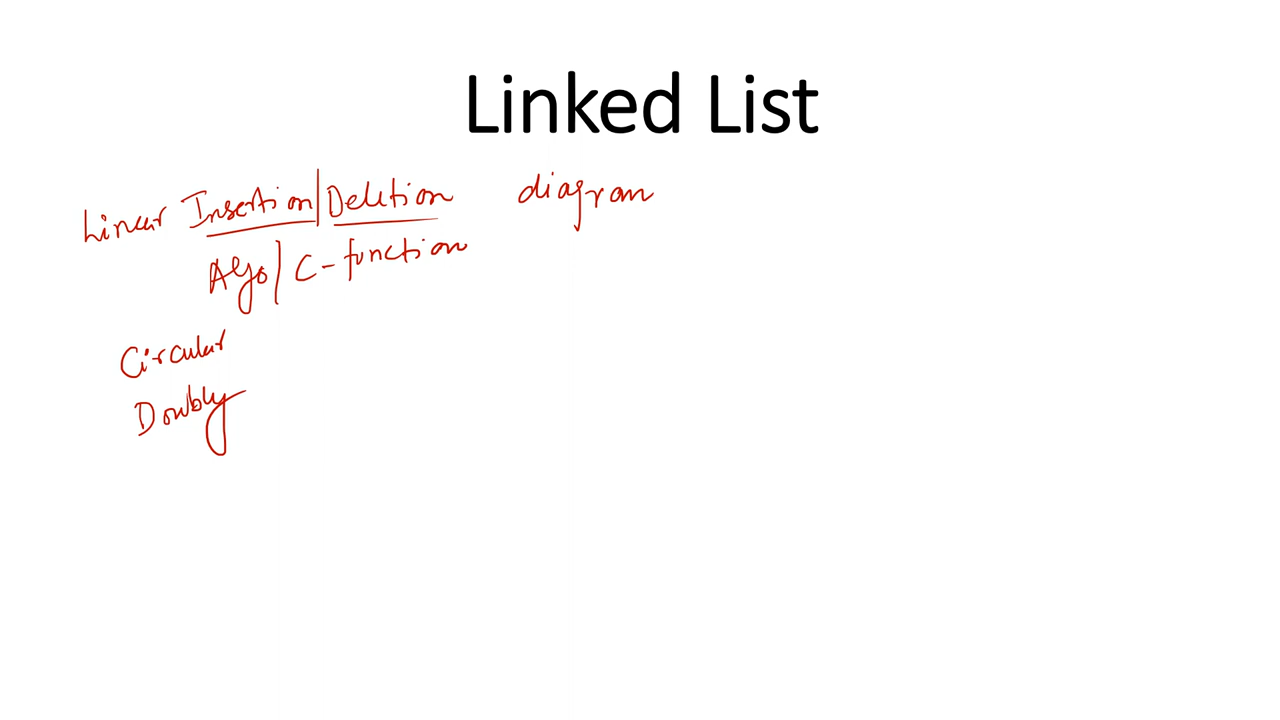 Linked List
Linear Insertion|Deletion diagram
Algo| C-function
Circular
Doubly